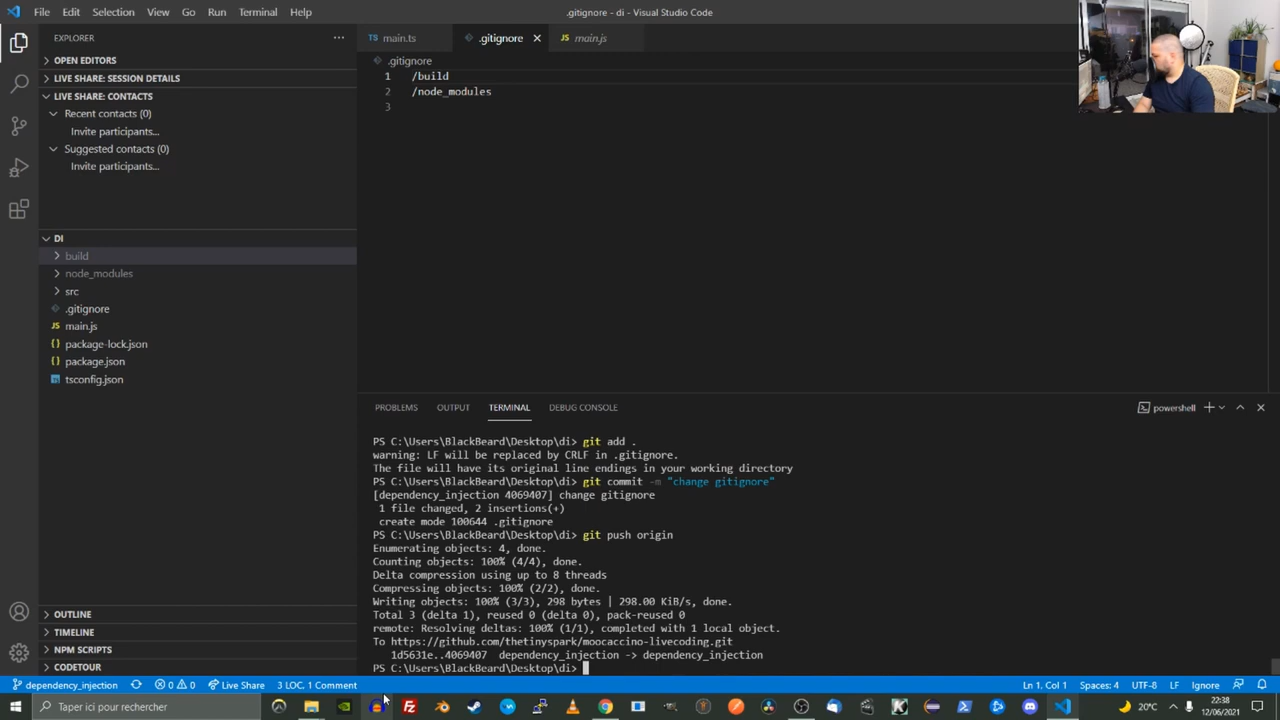 File Edit Selection View Go Run Terminal Help
.gitignore - di - Visual Studio Code
EXPLORER
OPEN EDITORS
LIVE SHARE: SESSION DETAILS
LIVE SHARE: CONTACTS
Recent contacts (0)
Invite participants...
Suggested contacts (0)
Invite participants...
DI
build
node_modules
src
.gitignore
JS main.js
package-lock.json
package.json
tsconfig.json
OUTLINE
TIMELINE
NPM SCRIPTS
CODETOUR
TS main.ts
.gitignore
JS main.js
.gitignore
1 /build
2 /node_modules
3
PROBLEMS OUTPUT TERMINAL DEBUG CONSOLE
powershell
PS C:\Users\BlackBeard\Desktop\di> git add .
warning: LF will be replaced by CRLF in .gitignore.
The file will have its original line endings in your working directory
PS C:\Users\BlackBeard\Desktop\di> git commit -m "change gitignore"
[dependency_injection 4069407] change gitignore
1 file changed, 2 insertions(+)
create mode 100644 .gitignore
PS C:\Users\BlackBeard\Desktop\di> git push origin
Enumerating objects: 4, done.
Counting objects: 100% (4/4), done.
Delta compression using up to 8 threads
Compressing objects: 100% (2/2), done.
Writing objects: 100% (3/3), 298 bytes | 298.00 KiB/s, done.
Total 3 (delta 1), reused 0 (delta 0), pack-reused 0
remote: Resolving deltas: 100% (1/1), completed with 1 local object.
To https://github.com/thetinyspark/moocaccino-livecoding.git
1d5631e..4069407 dependency_injection -> dependency_injection
PS C:\Users\BlackBeard\Desktop\di>
dependency_injection 0 0 Live Share 3 LOC, 1 Comment
Ln 1, Col 1 Spaces: 4 UTF-8 LF Ignore
Taper ici pour rechercher
20°C
22:38
12/06/2021